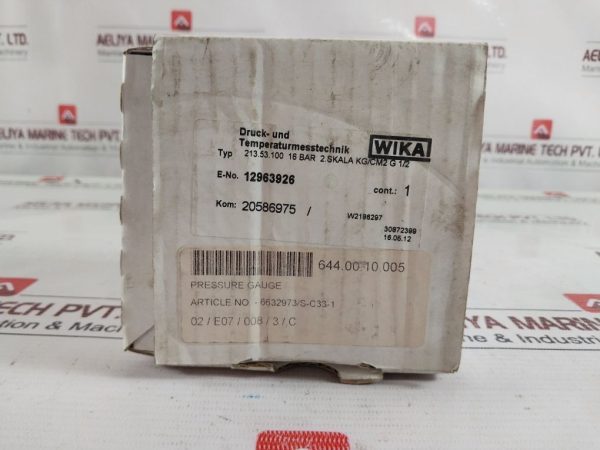 AELIYA MARINE TECH PVT. LTD.
Druck- und
Temperaturmesstechnik
WIKA
Typ 213.53.100 16 BAR 2.SKALA KG/CM2 G 1/2
E-No. 12963926 cont.: 1
Kom: 20586975 / W2196297
30872399
16.05.12
644.00.10.005
PRESSURE GAUGE
ARTICLE NO - 6632973/S-C33-1
02 / E07 / 008 / 3 / C